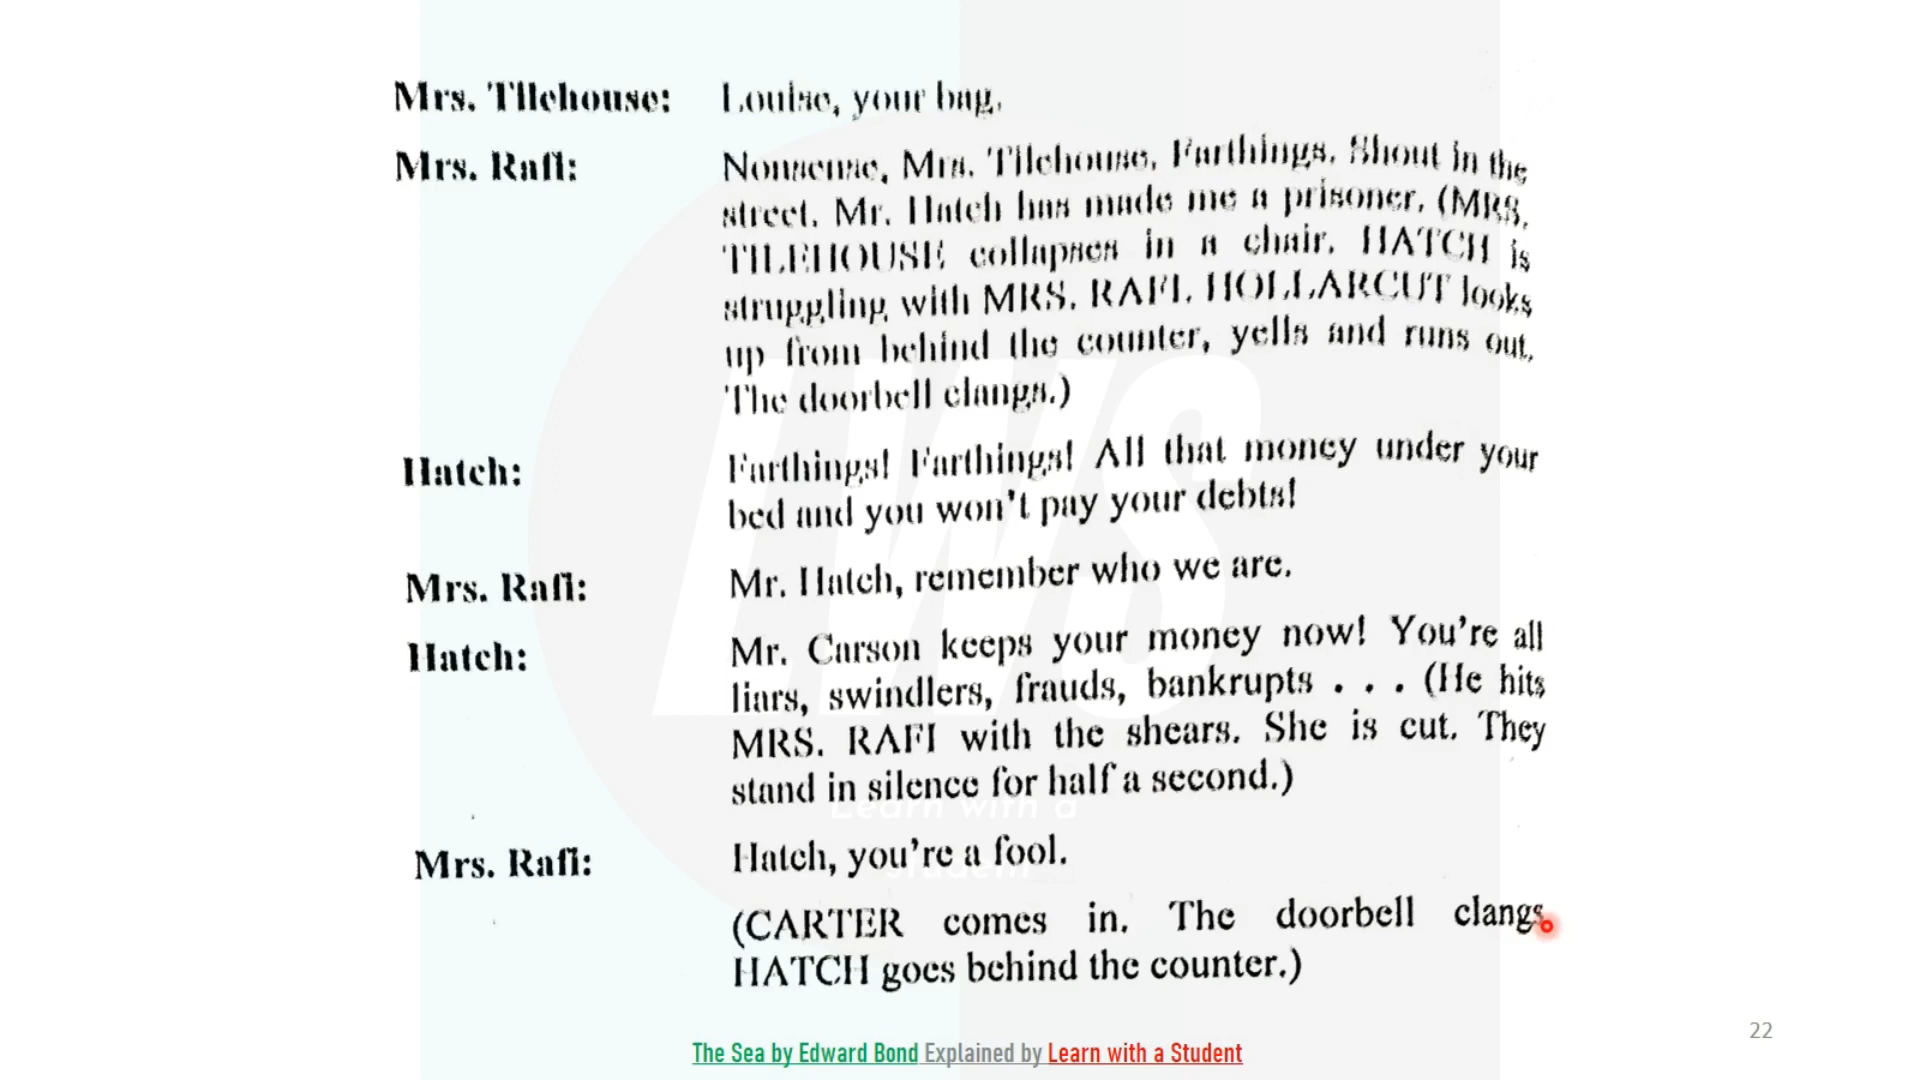 Mrs. Tilehouse: Louise, your bag.
Mrs. Rafi: Nonsense, Mrs. Tilehouse. Farthings. Shout in the
street. Mr. Hatch has made me a prisoner. (MRS.
TILEHOUSE collapses in a chair. HATCH is
struggling with MRS. RAFI. HOLLARCUT looks
up from behind the counter, yells and runs out.
The doorbell clangs.)
Hatch: Farthings! Farthings! All that money under your
bed and you won't pay your debts!
Mrs. Rafi: Mr. Hatch, remember who we are.
Hatch: Mr. Carson keeps your money now! You're all
liars, swindlers, frauds, bankrupts . . . (He hits
MRS. RAFI with the shears. She is cut. They
stand in silence for half a second.)
LWS
Learn with a
student
Mrs. Rafi: Hatch, you're a fool.
(CARTER comes in. The doorbell clangs.
HATCH goes behind the counter.)
22
The Sea by Edward Bond Explained by Learn with a Student